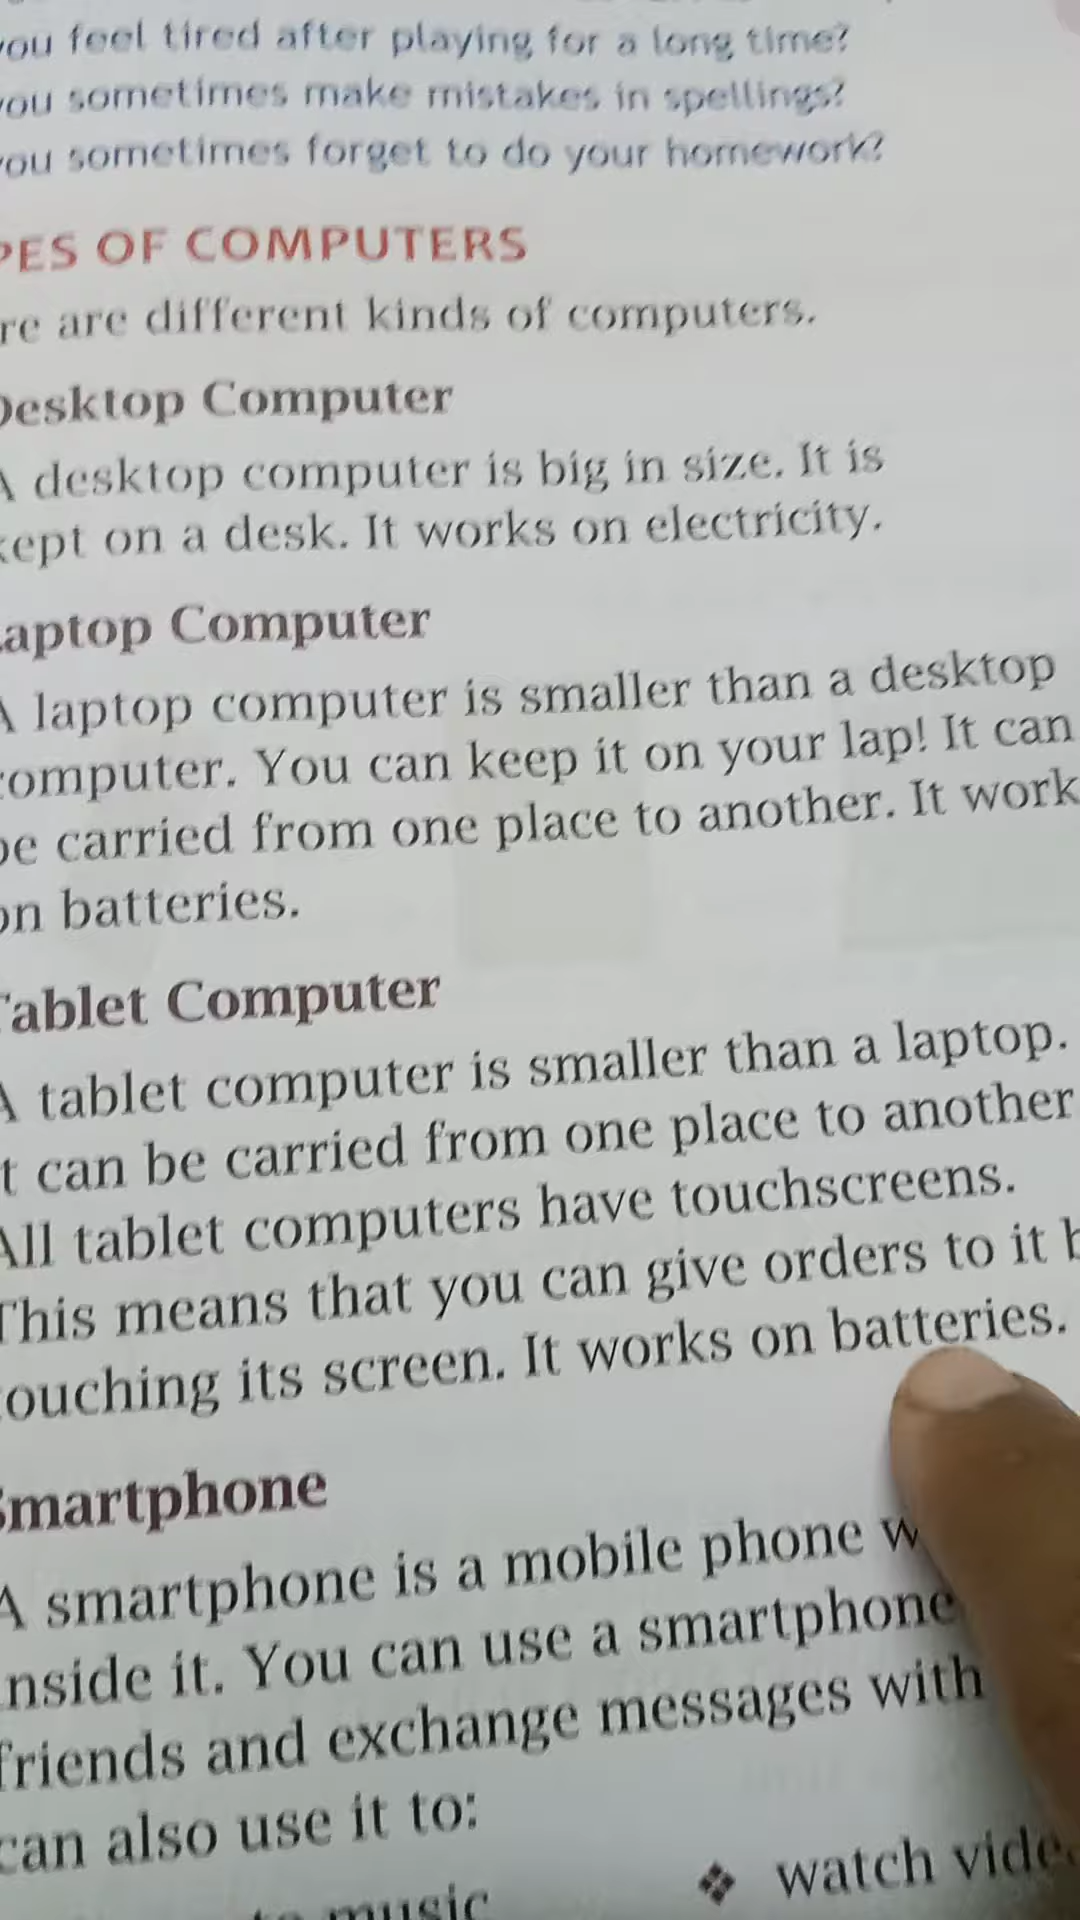 you feel tired after playing for a long time?
you sometimes make mistakes in spellings?
you sometimes forget to do your homework?
PES OF COMPUTERS
re are different kinds of computers.
Desktop Computer
A desktop computer is big in size. It is
kept on a desk. It works on electricity.
Laptop Computer
A laptop computer is smaller than a desktop
computer. You can keep it on your lap! It can
be carried from one place to another. It work
on batteries.
Tablet Computer
A tablet computer is smaller than a laptop.
It can be carried from one place to another
All tablet computers have touchscreens.
This means that you can give orders to it b
touching its screen. It works on batteries.
Smartphone
A smartphone is a mobile phone w
inside it. You can use a smartphone
friends and exchange messages with
can also use it to:
music
❖ watch vide